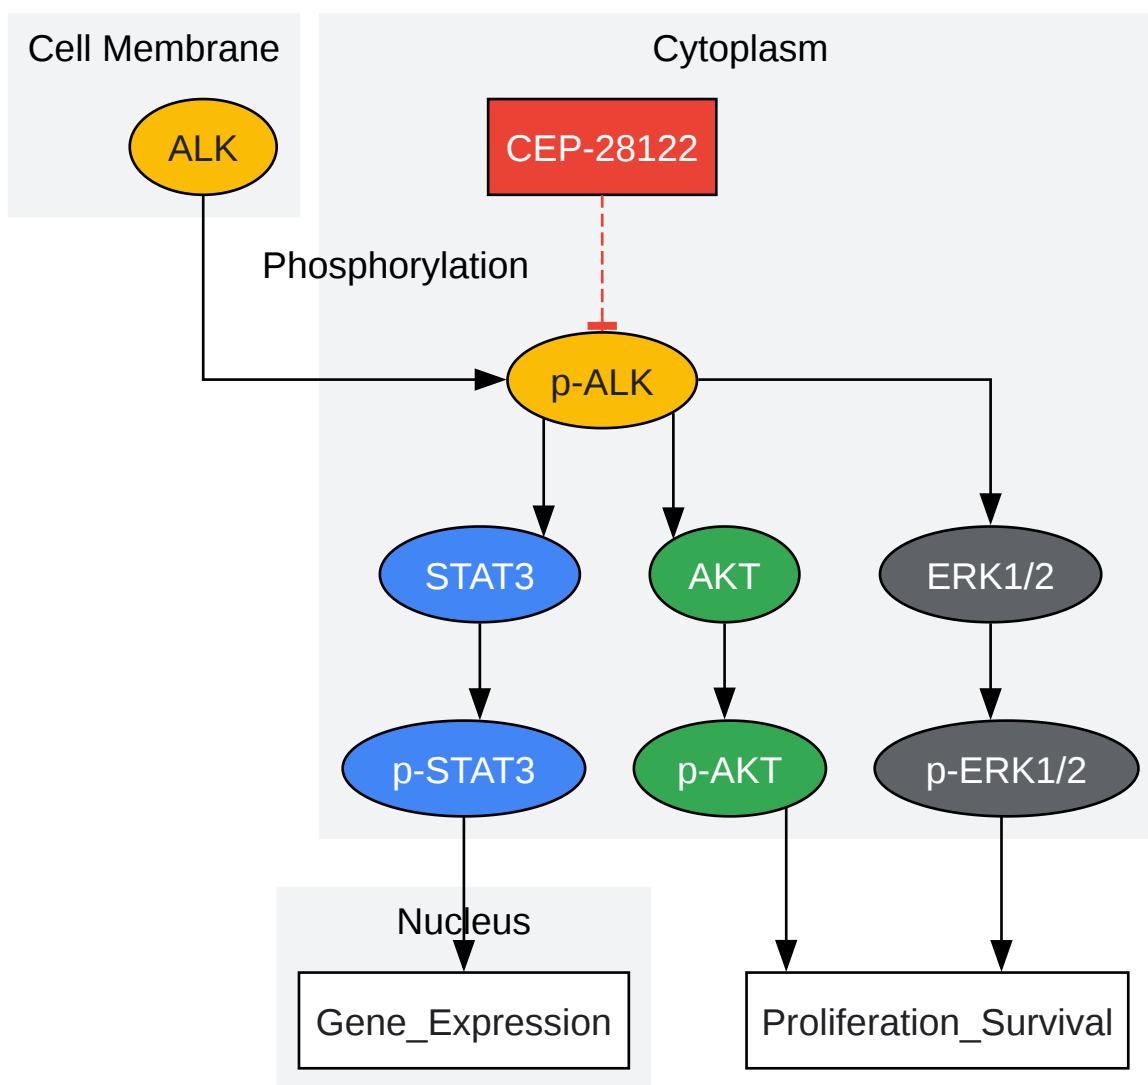 Cell Membrane
Cytoplasm
ALK
CEP-28122
Phosphorylation
p-ALK
STAT3
AKT
ERK1/2
p-STAT3
p-AKT
p-ERK1/2
Nucleus
Gene_Expression
Proliferation_Survival